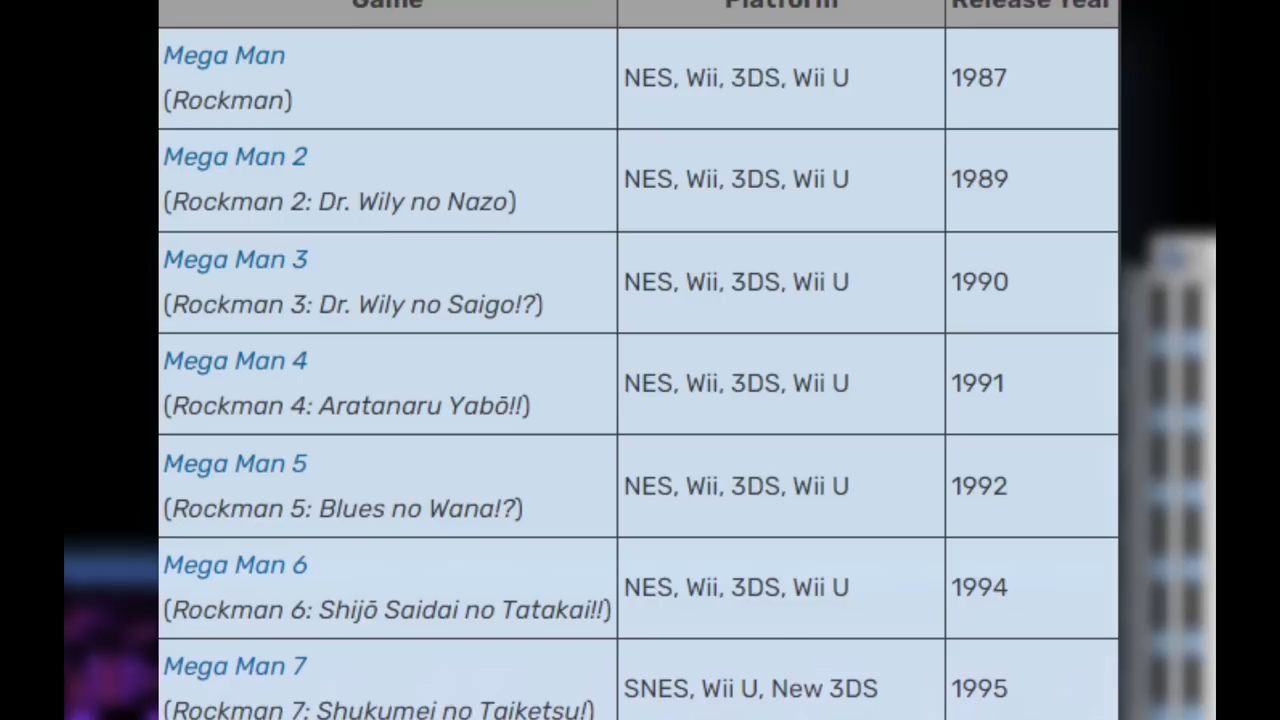 Game Platform Release Year
Mega Man
(Rockman)
NES, Wii, 3DS, Wii U
1987
Mega Man 2
(Rockman 2: Dr. Wily no Nazo)
NES, Wii, 3DS, Wii U
1989
Mega Man 3
(Rockman 3: Dr. Wily no Saigo!?)
NES, Wii, 3DS, Wii U
1990
Mega Man 4
(Rockman 4: Aratanaru Yabō!!)
NES, Wii, 3DS, Wii U
1991
Mega Man 5
(Rockman 5: Blues no Wana!?)
NES, Wii, 3DS, Wii U
1992
Mega Man 6
(Rockman 6: Shijō Saidai no Tatakai!!)
NES, Wii, 3DS, Wii U
1994
Mega Man 7
(Rockman 7: Shukumei no Taiketsu!)
SNES, Wii U, New 3DS
1995